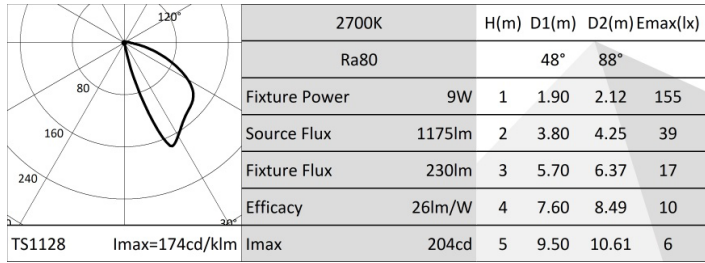 120°
80
160
240
30°
TS1128 Imax=174cd/klm
2700K
Ra80
Fixture Power 9W
Source Flux 1175lm
Fixture Flux 230lm
Efficacy 26lm/W
Imax 204cd
H(m) D1(m) D2(m) Emax(lx)
48° 88°
1 1.90 2.12 155
2 3.80 4.25 39
3 5.70 6.37 17
4 7.60 8.49 10
5 9.50 10.61 6